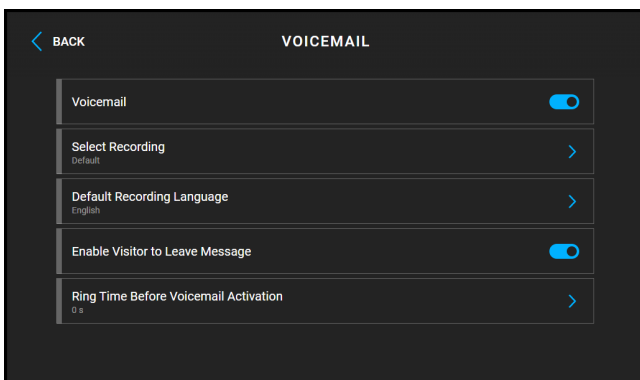 BACK
VOICEMAIL
Voicemail
Select Recording
Default
Default Recording Language
English
Enable Visitor to Leave Message
Ring Time Before Voicemail Activation
0 s